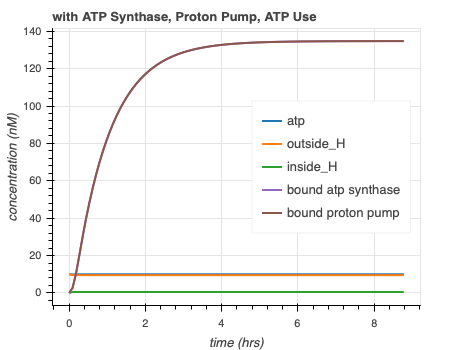 with ATP Synthase, Proton Pump, ATP Use
140
120
100
80
60
40
20
0
concentration (nM)
atp
outside_H
inside_H
bound atp synthase
bound proton pump
0 2 4 6 8
time (hrs)